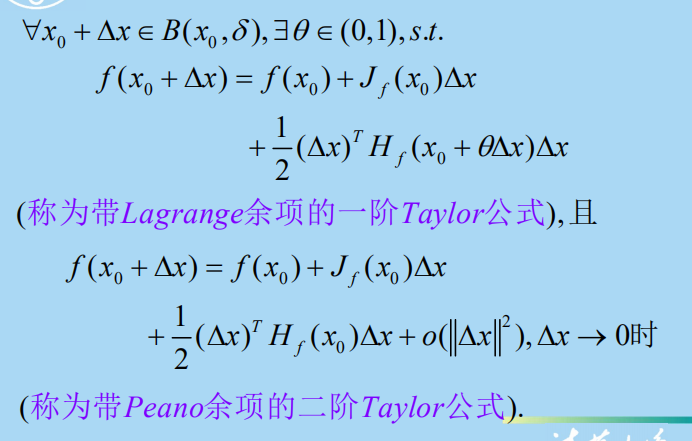 ∀x₀ + Δx ∈ B(x₀, δ), ∃θ ∈ (0,1), s.t.
f(x₀ + Δx) = f(x₀) + J_f(x₀)Δx
+ 1/2 (Δx)^T H_f(x₀ + θΔx)Δx
(称为带Lagrange余项的一阶Taylor公式), 且
f(x₀ + Δx) = f(x₀) + J_f(x₀)Δx
+ 1/2 (Δx)^T H_f(x₀)Δx + o(‖Δx‖²), Δx → 0时
(称为带Peano余项的二阶Taylor公式).